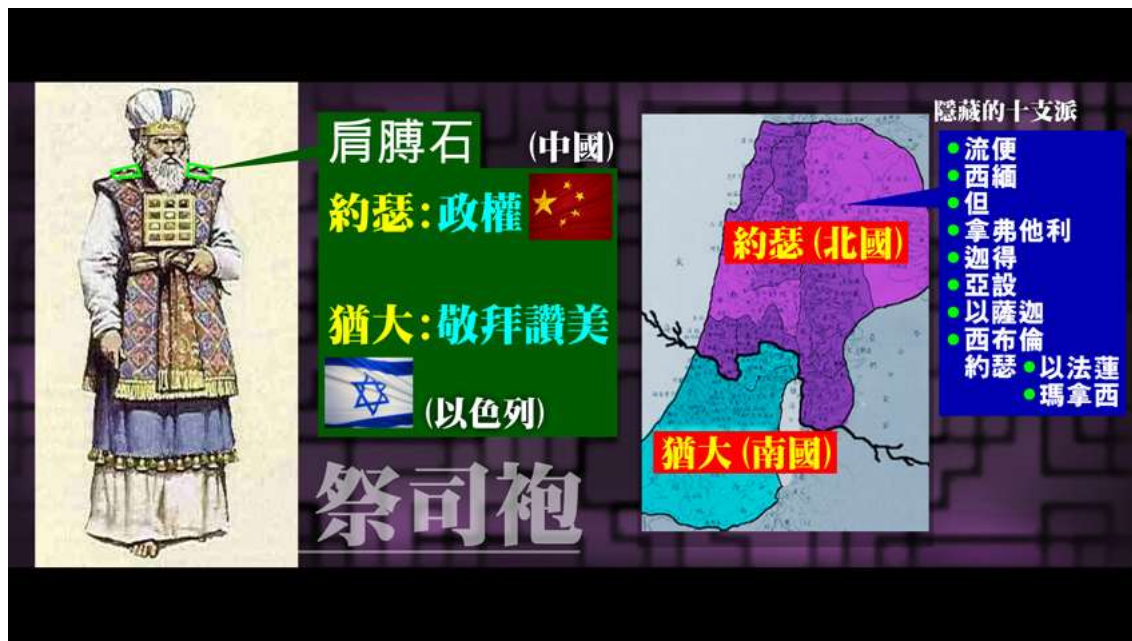 肩膊石 (中國)
約瑟：政權
猶大：敬拜讚美
(以色列)
祭司袍
約瑟 (北國)
猶大 (南國)
隱藏的十支派
流便
西緬
但
拿弗他利
迦得
亞設
以薩迦
西布倫
約瑟 以法蓮
瑪拿西